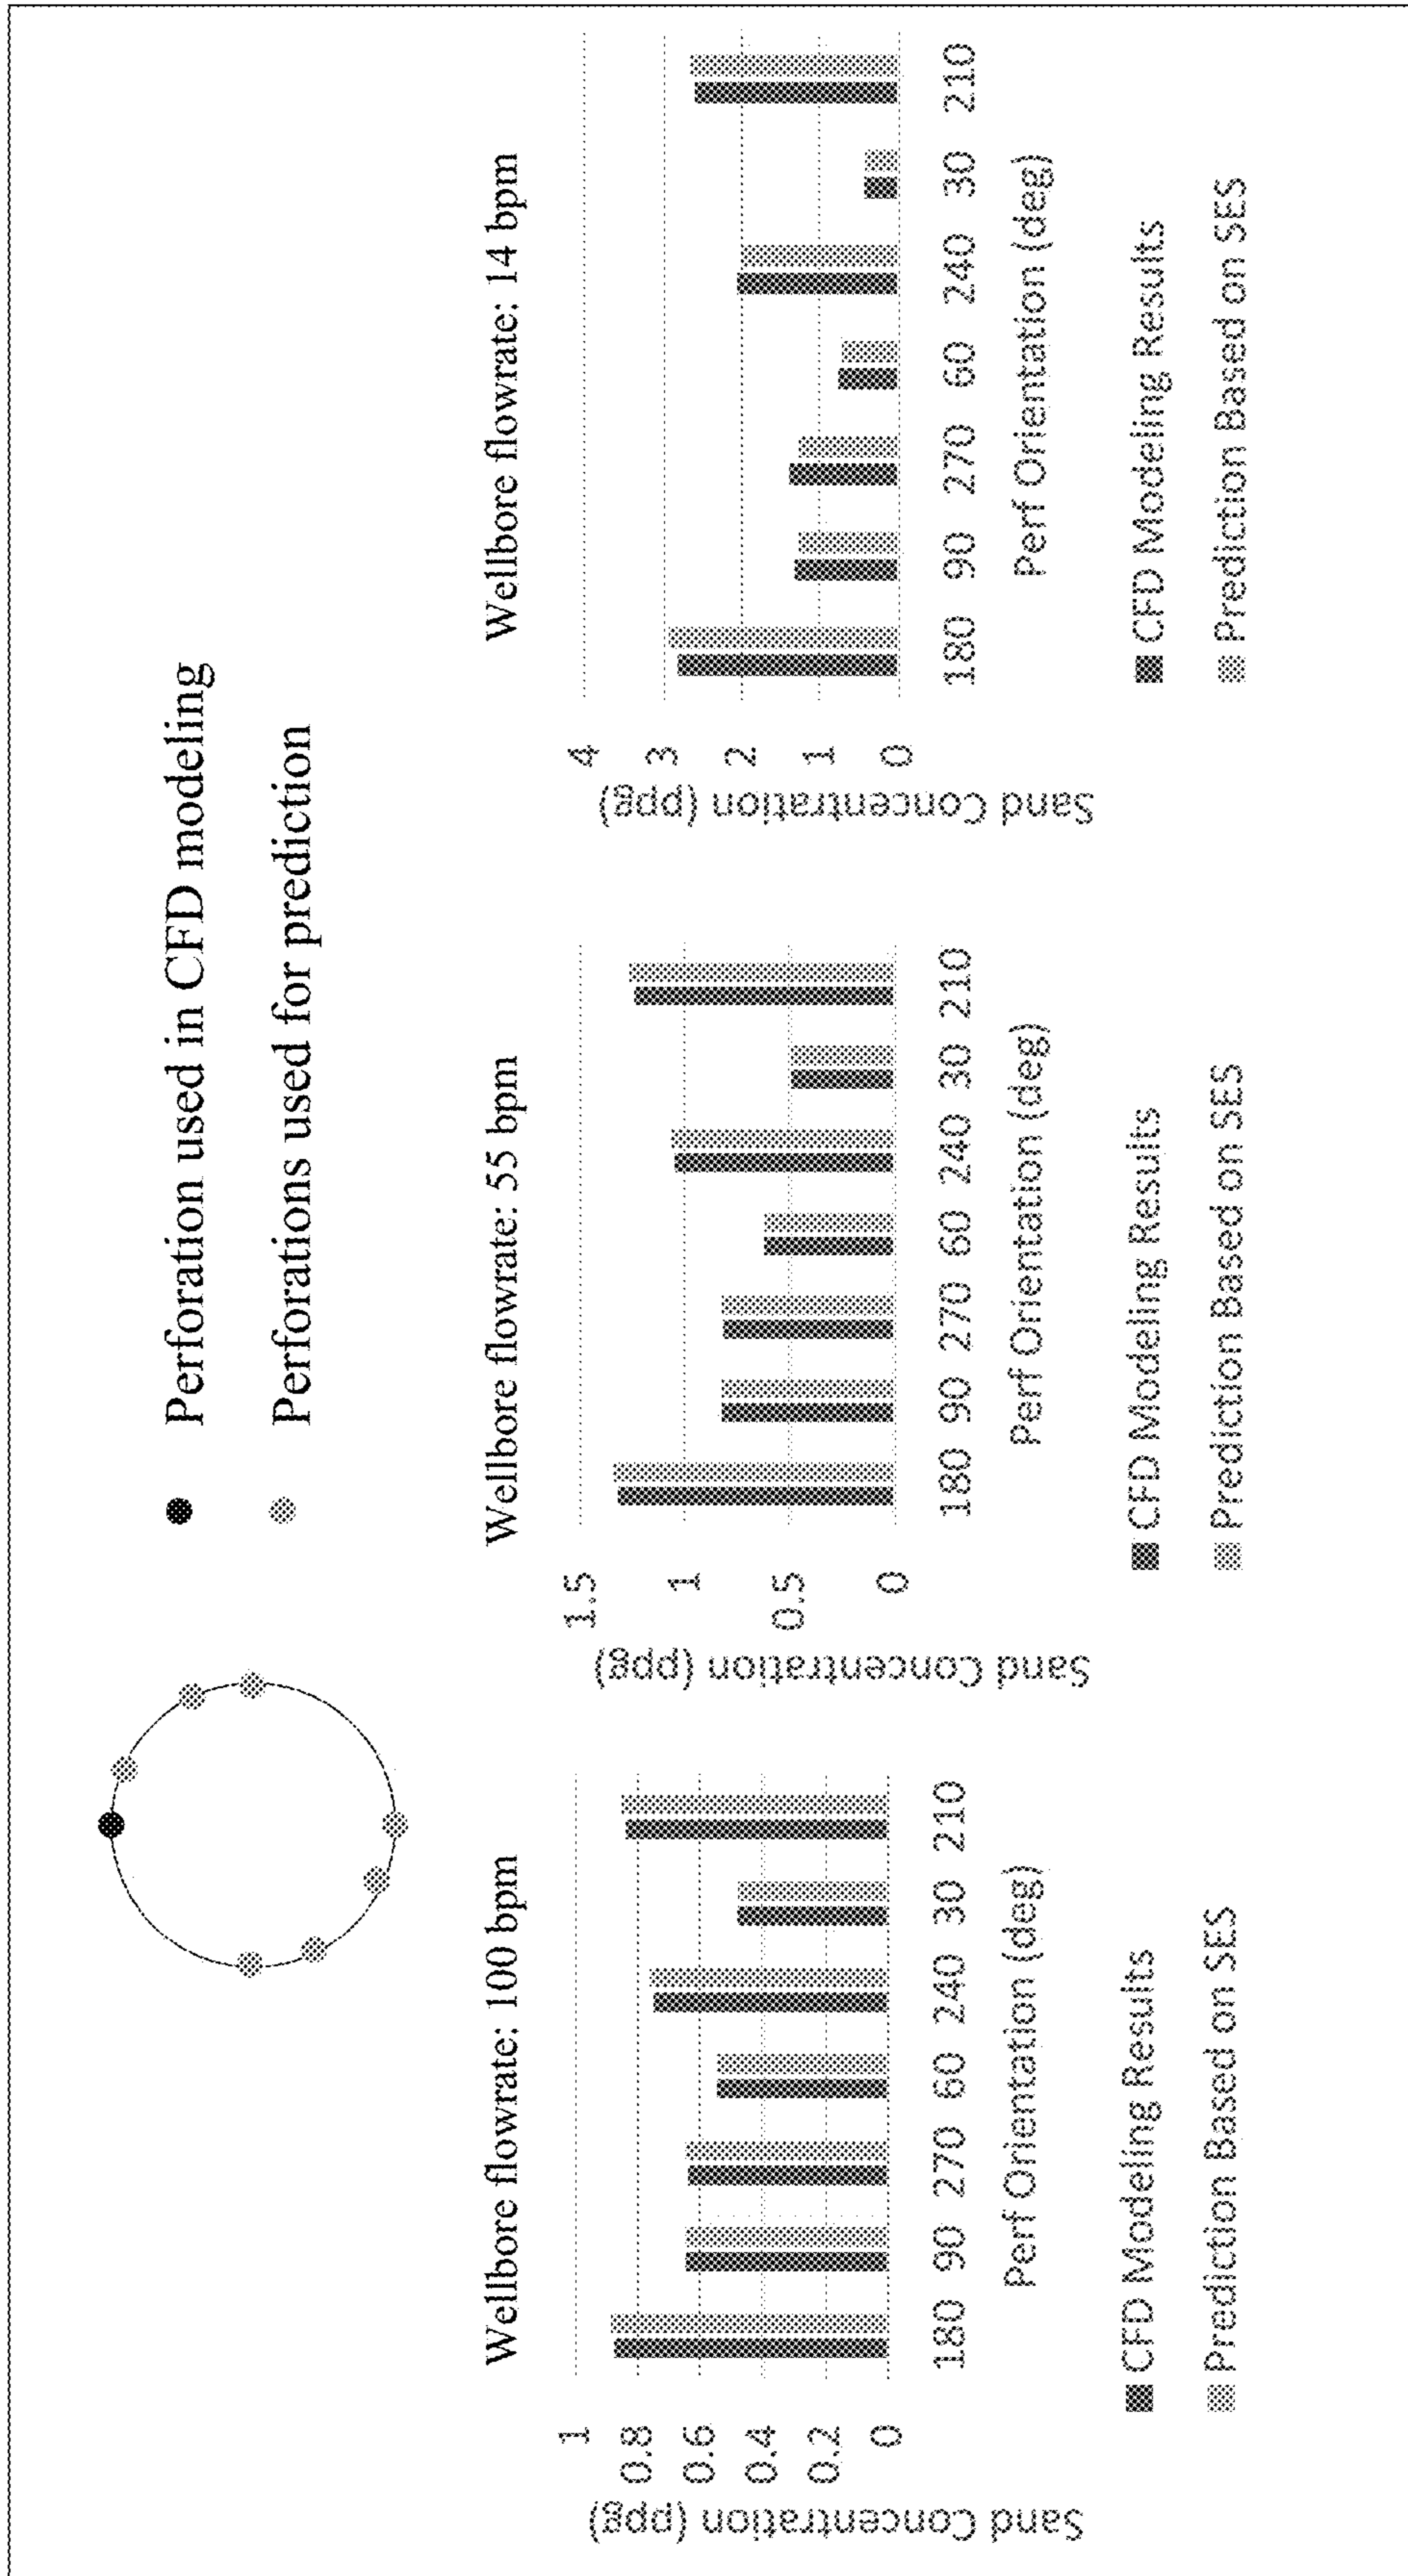 Perforation used in CFD modeling
Perforations used for prediction
Wellbore flowrate: 100 bpm
Sand Concentration (ppg)
1
0.8
0.6
0.4
0.2
0
180 90 270 60 240 30 210
Perf Orientation (deg)
CFD Modeling Results
Prediction Based on SES
Wellbore flowrate: 55 bpm
Sand Concentration (ppg)
1.5
1
0.5
0
180 90 270 60 240 30 210
Perf Orientation (deg)
CFD Modeling Results
Prediction Based on SES
Wellbore flowrate: 14 bpm
Sand Concentration (ppg)
4
3
2
1
0
180 90 270 60 240 30 210
Perf Orientation (deg)
CFD Modeling Results
Prediction Based on SES